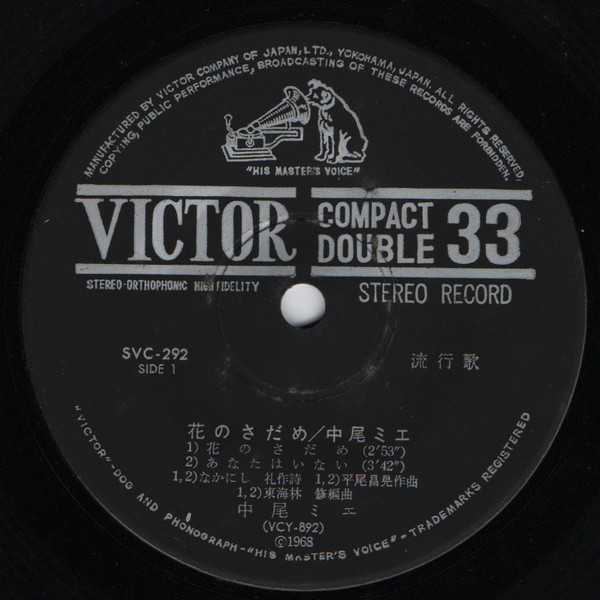 MANUFACTURED BY VICTOR COMPANY OF JAPAN, LTD., YOKOHAMA, JAPAN. ALL RIGHTS RESERVED.
COPYING, PUBLIC PERFORMANCE, BROADCASTING OF THESE RECORDS ARE FORBIDDEN.
"HIS MASTER'S VOICE"
VICTOR
COMPACT
DOUBLE 33
STEREO-ORTHOPHONIC HIGH FIDELITY
STEREO RECORD
SVC-292
SIDE 1
流行歌
花のさだめ/中尾ミエ
1) 花のさだめ (2′53″)
2) あなたはいない (3′42″)
1,2)なかにし 礼作詩 1,2)平尾昌晃作曲
1,2)東海林 修編曲
中尾ミエ
(VCY-892)
Ⓒ1968
"VICTOR"-DOG AND PHONOGRAPH-"HIS MASTER'S VOICE"-TRADEMARKS REGISTERED